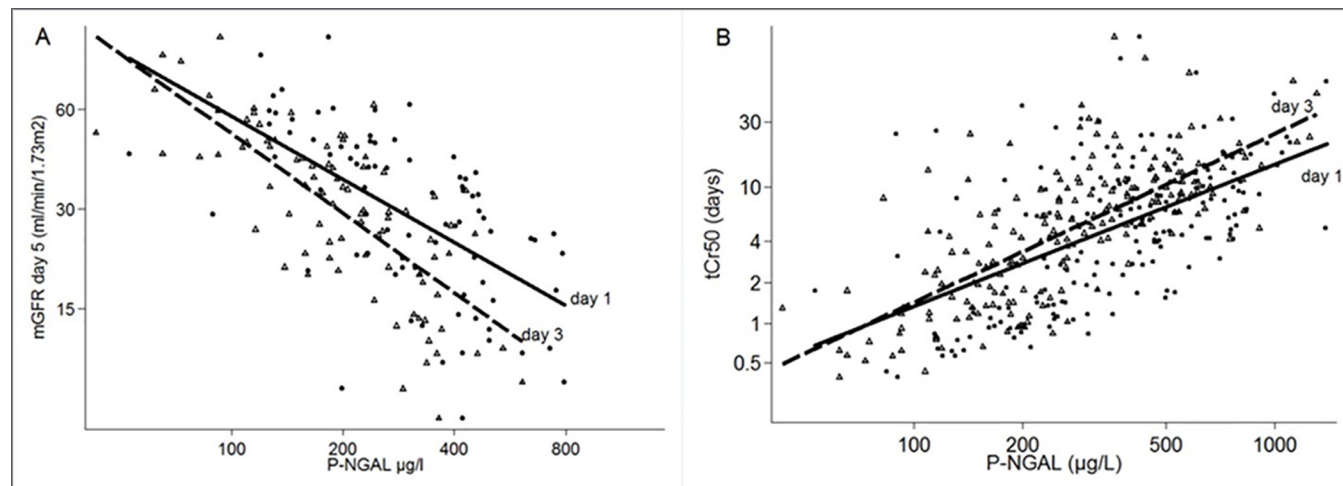 A
mGFR day 5 (ml/min/1.73m2)
60
30
15
day 1
day 3
100
200
400
800
P-NGAL µg/l
B
tCr50 (days)
30
10
4
2
1
0.5
day 3
day 1
100
200
500
1000
P-NGAL (µg/L)